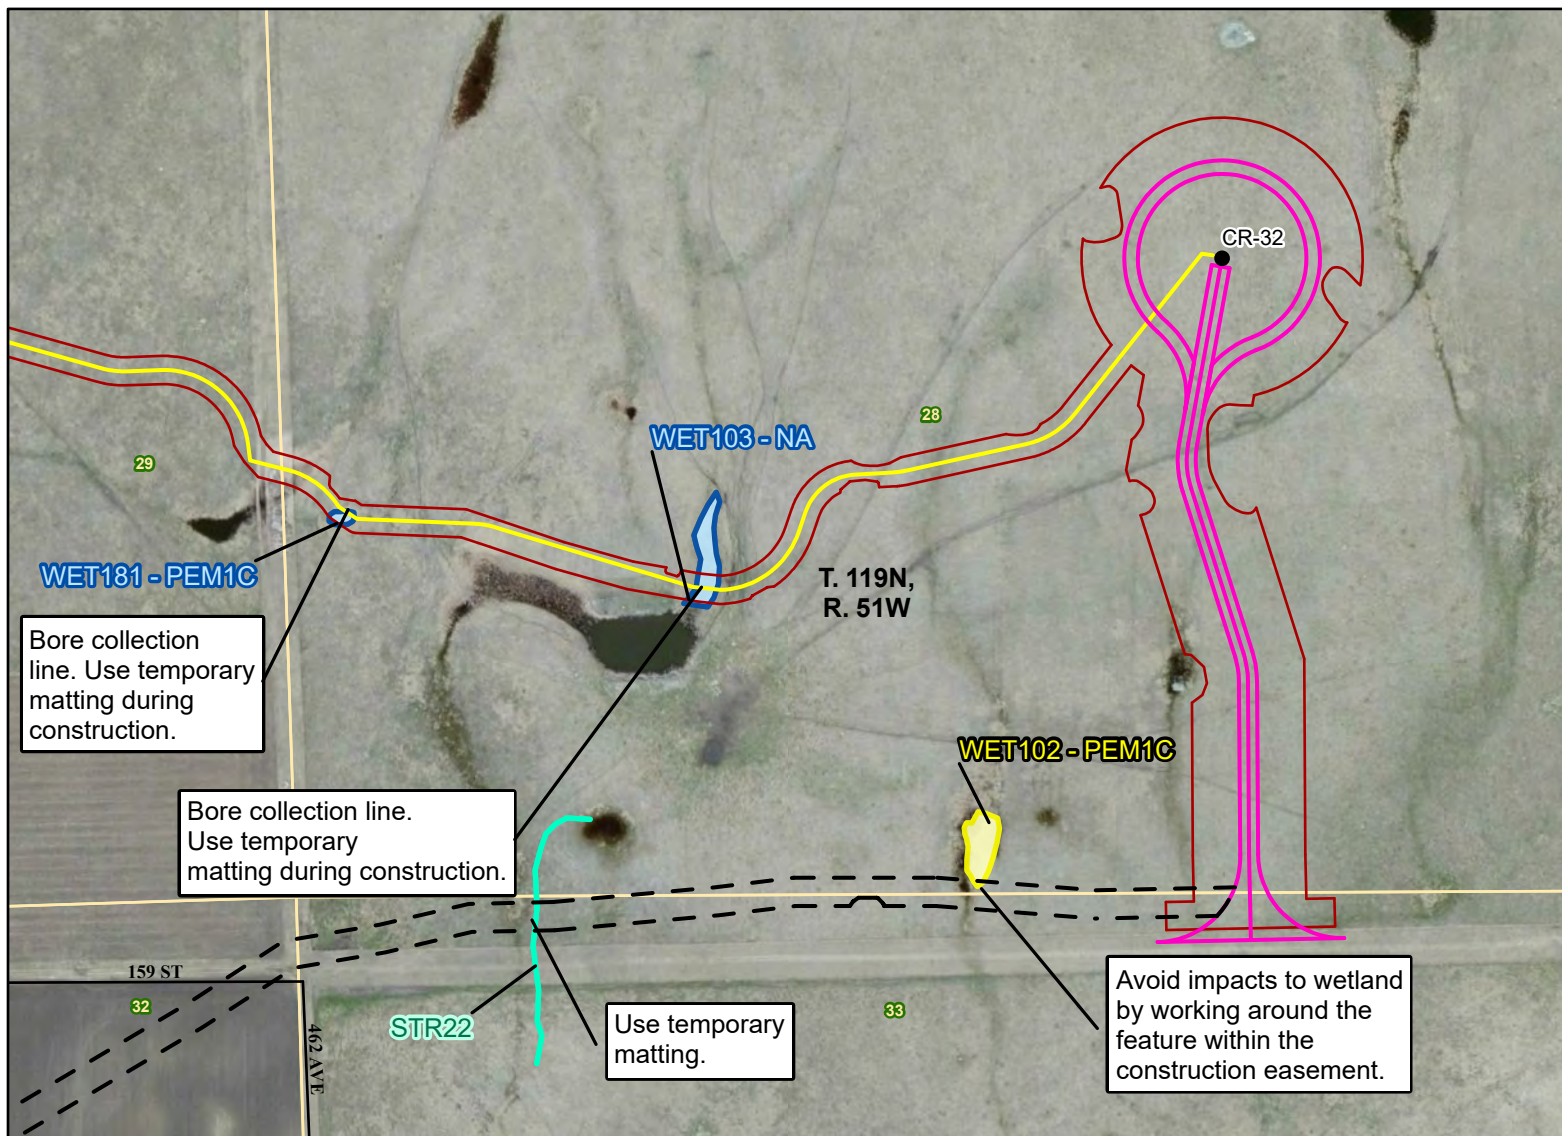 CR-32
28
WET103 - NA
29
WET181 - PEM1C
T. 119N,
R. 51W
Bore collection
line. Use temporary
matting during
construction.
WET102 - PEM1C
Bore collection line.
Use temporary
matting during construction.
159 ST
32
462 AVE
STR22
Use temporary
matting.
33
Avoid impacts to wetland
by working around the
feature within the
construction easement.